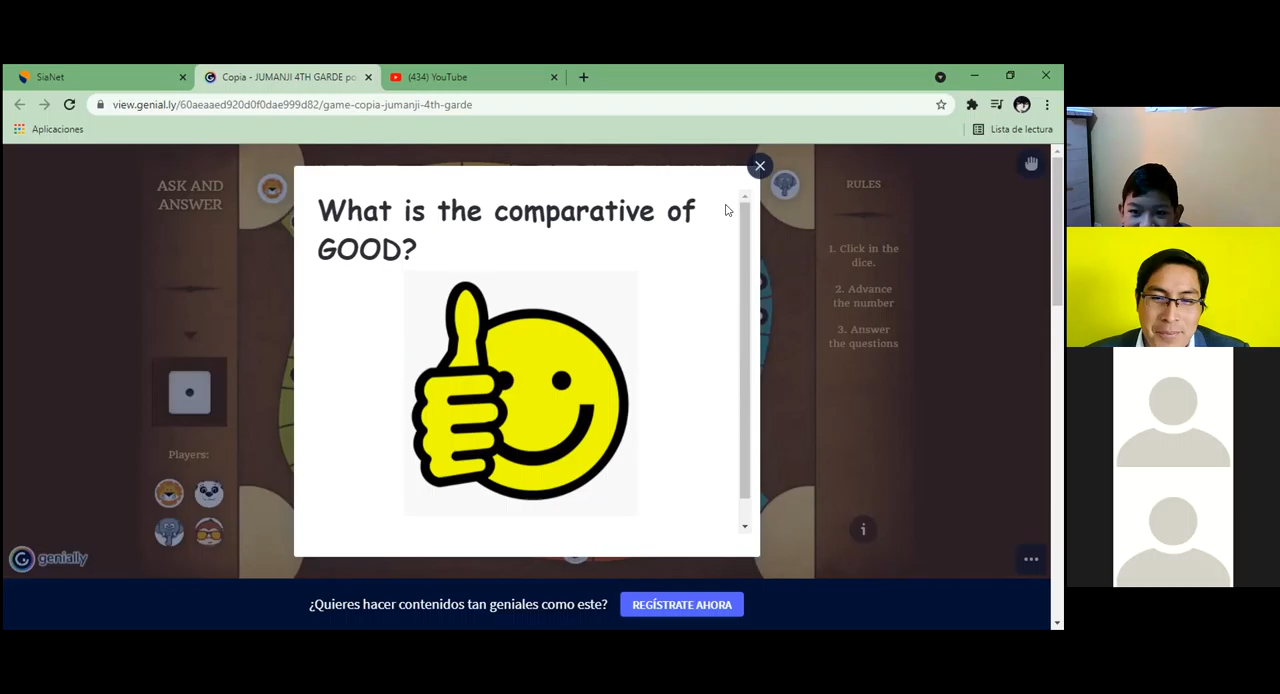 SiaNet
Copia - JUMANJI 4TH GARDE po
(434) YouTube
view.genial.ly/60aeaaed920d0f0dae999d82/game-copia-jumanji-4th-garde
Aplicaciones
Lista de lectura
ASK AND
ANSWER
Players:
What is the comparative of
GOOD?
RULES
1. Click in the
dice.
2. Advance
the number
3. Answer
the questions
genially
¿Quieres hacer contenidos tan geniales como este?
REGÍSTRATE AHORA